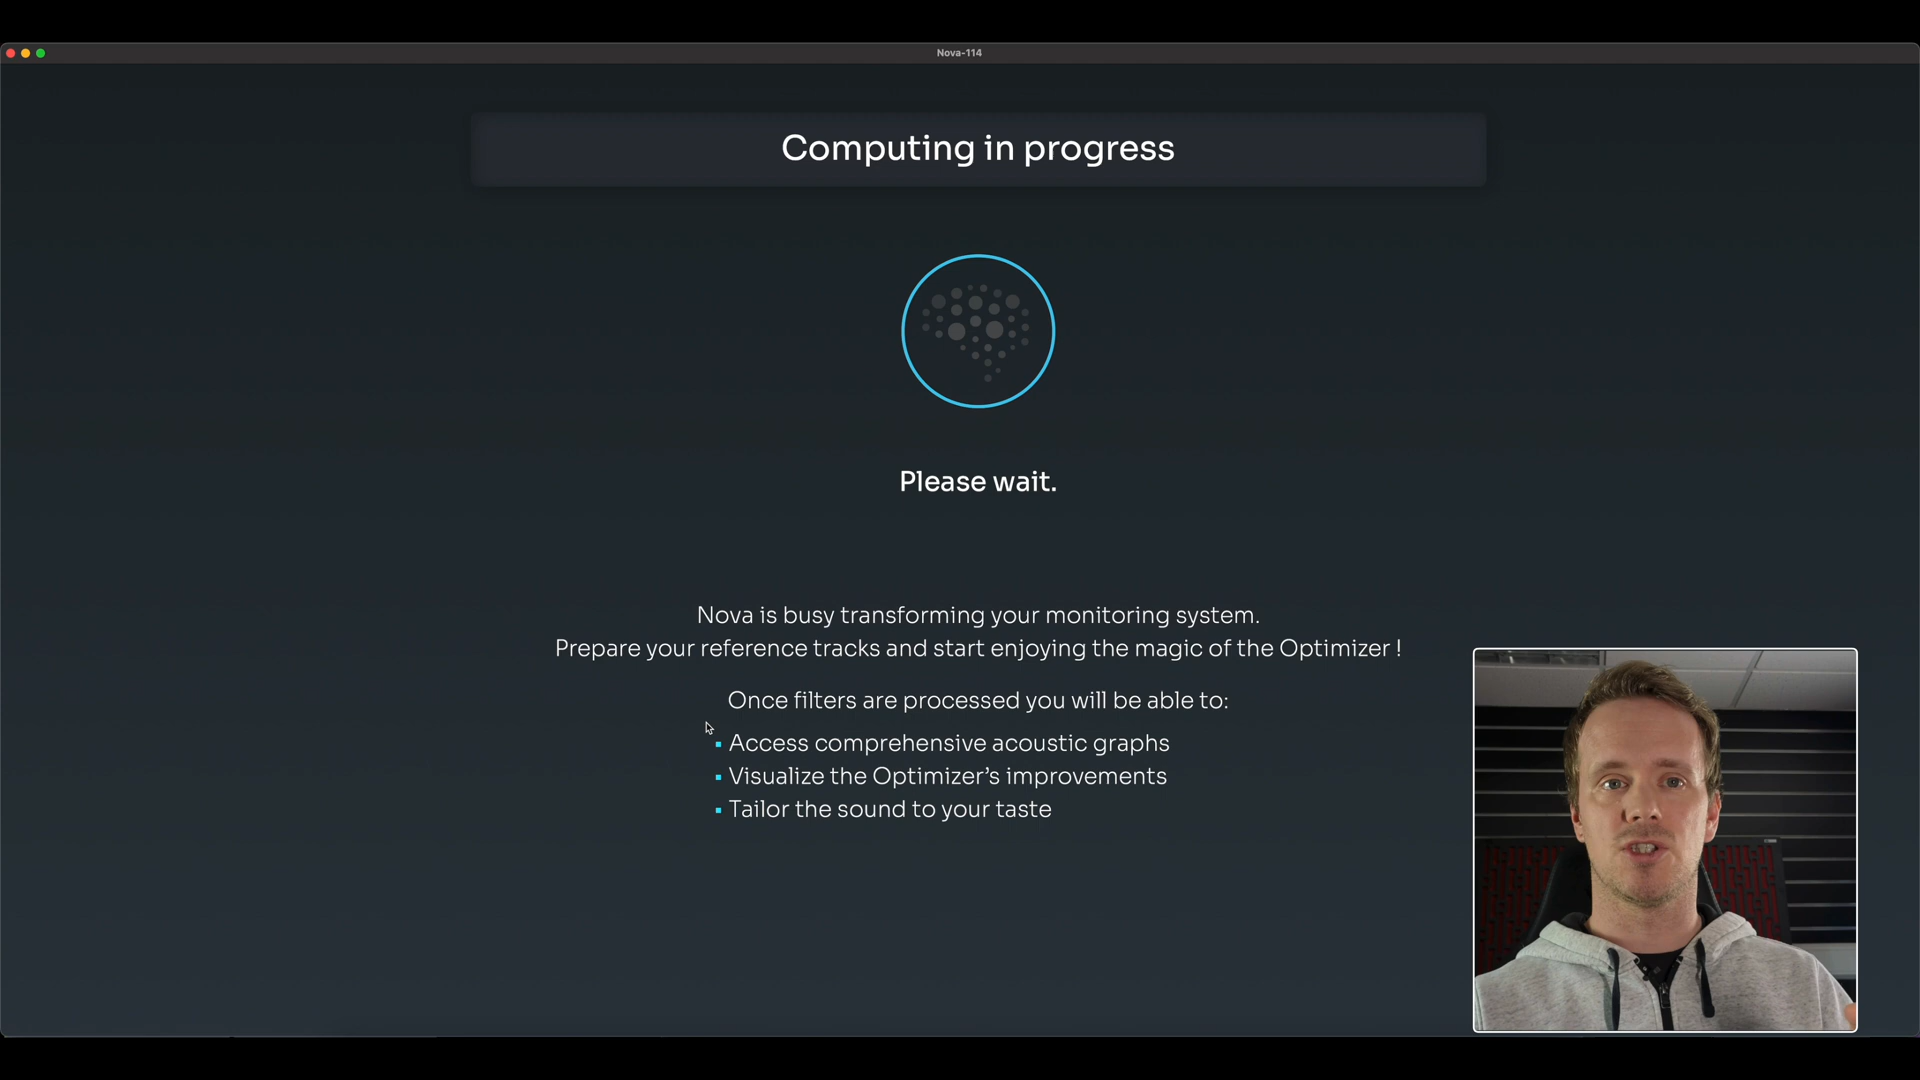 Nova-114
Computing in progress
Please wait.
Nova is busy transforming your monitoring system.
Prepare your reference tracks and start enjoying the magic of the Optimizer !
Once filters are processed you will be able to:
Access comprehensive acoustic graphs
Visualize the Optimizer’s improvements
Tailor the sound to your taste